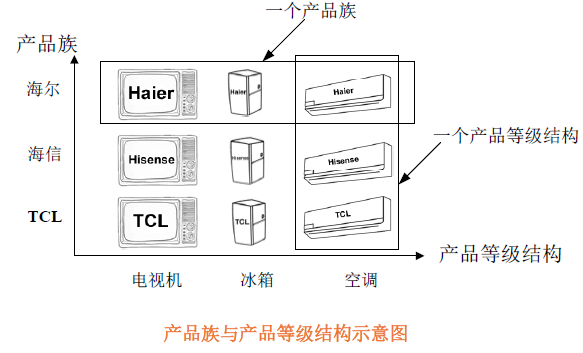 一个产品族
产品族
海尔
Haier
Haier
Haier
一个产品等级结构
海信
Hisense
Hisense
Hisense
TCL
TCL
TCL
TCL
产品等级结构
电视机
冰箱
空调
产品族与产品等级结构示意图